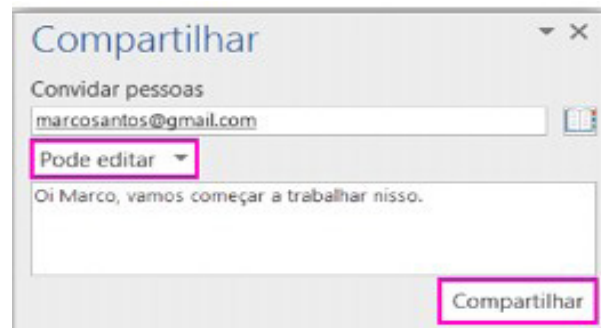 Compartilhar
Convidar pessoas
marcosantos@gmail.com
Pode editar
Oi Marco, vamos começar a trabalhar nisso.
Compartilhar